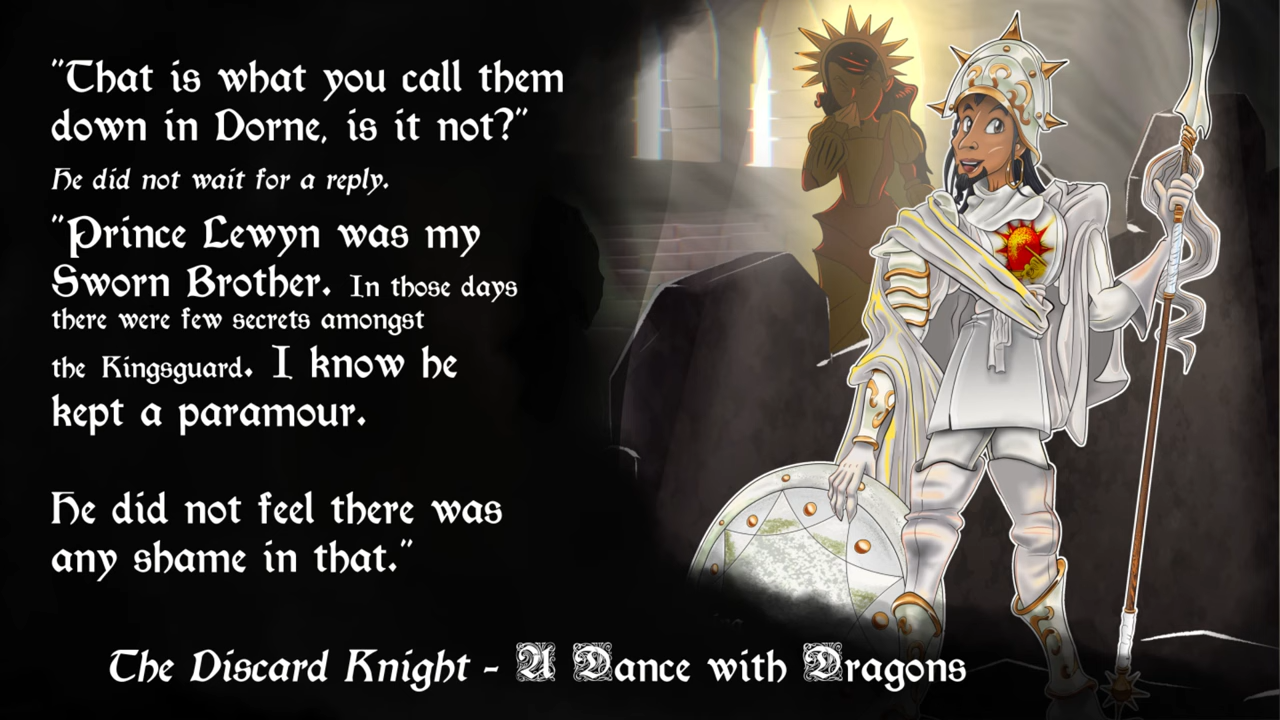 "That is what you call them
down in Dorne, is it not?"
He did not wait for a reply.
"Prince Lewyn was my
Sworn Brother. In those days
there were few secrets amongst
the Kingsguard. I know he
kept a paramour.
He did not feel there was
any shame in that."
The Discard Knight - A Dance with Dragons